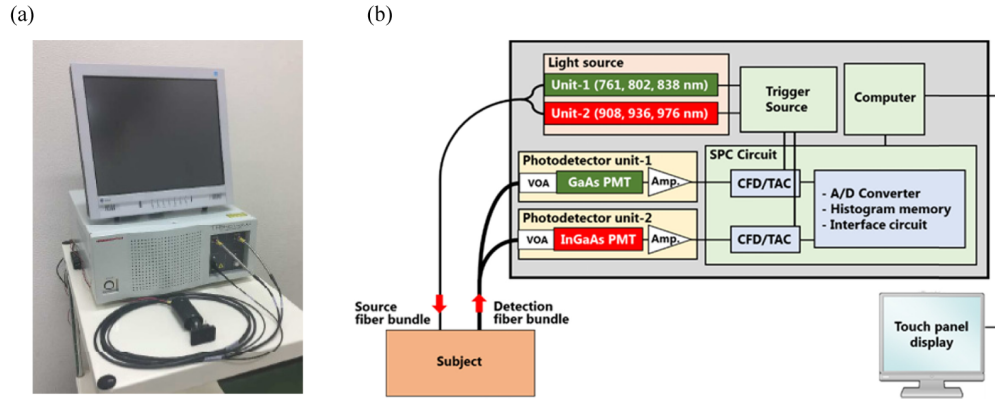 (a)
(b)
Light source
Unit-1 (761, 802, 838 nm)
Unit-2 (908, 936, 976 nm)
Trigger
Source
Computer
Photodetector unit-1
VOA
GaAs PMT
Amp.
Photodetector unit-2
VOA
InGaAs PMT
Amp.
SPC Circuit
CFD/TAC
CFD/TAC
- A/D Converter
- Histogram memory
- Interface circuit
Source
fiber bundle
Detection
fiber bundle
Subject
Touch panel
display